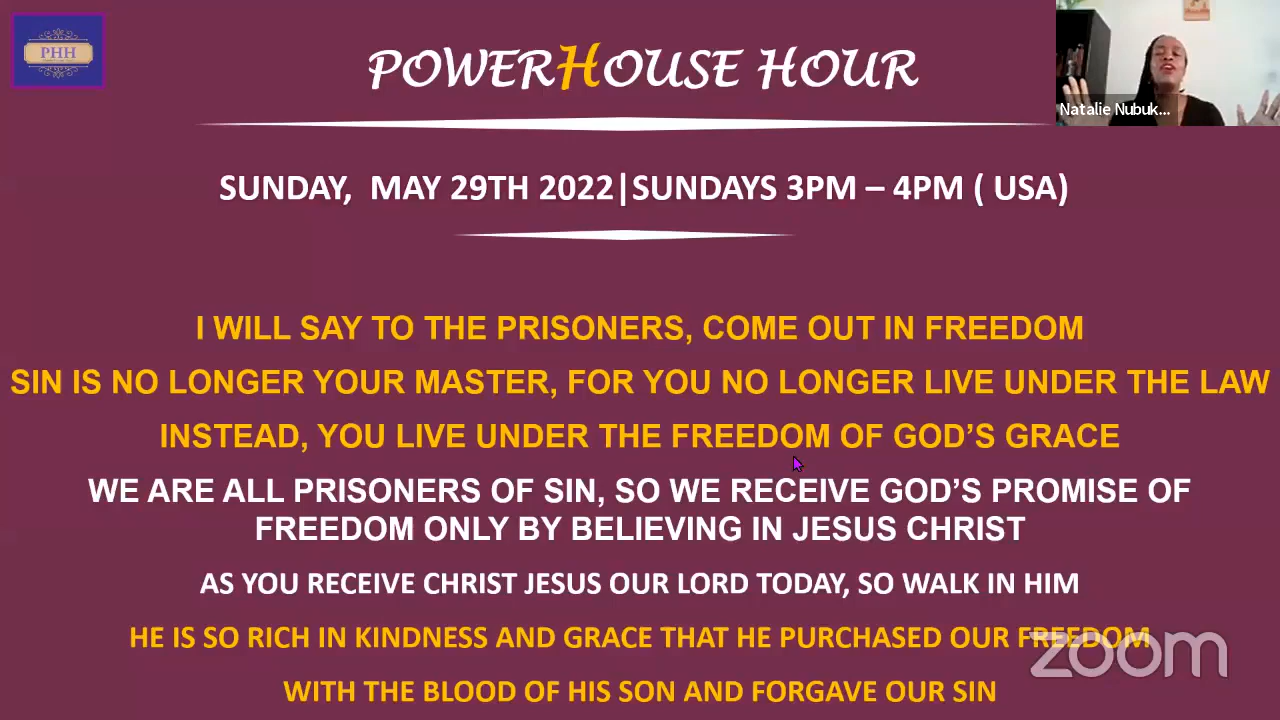 PHH
POWERHOUSE HOUR
Natalie Nubuk...
SUNDAY, MAY 29TH 2022|SUNDAYS 3PM – 4PM ( USA)
I WILL SAY TO THE PRISONERS, COME OUT IN FREEDOM
SIN IS NO LONGER YOUR MASTER, FOR YOU NO LONGER LIVE UNDER THE LAW
INSTEAD, YOU LIVE UNDER THE FREEDOM OF GOD'S GRACE
WE ARE ALL PRISONERS OF SIN, SO WE RECEIVE GOD'S PROMISE OF
FREEDOM ONLY BY BELIEVING IN JESUS CHRIST
AS YOU RECEIVE CHRIST JESUS OUR LORD TODAY, SO WALK IN HIM
HE IS SO RICH IN KINDNESS AND GRACE THAT HE PURCHASED OUR FREEDOM
zoom
WITH THE BLOOD OF HIS SON AND FORGAVE OUR SIN